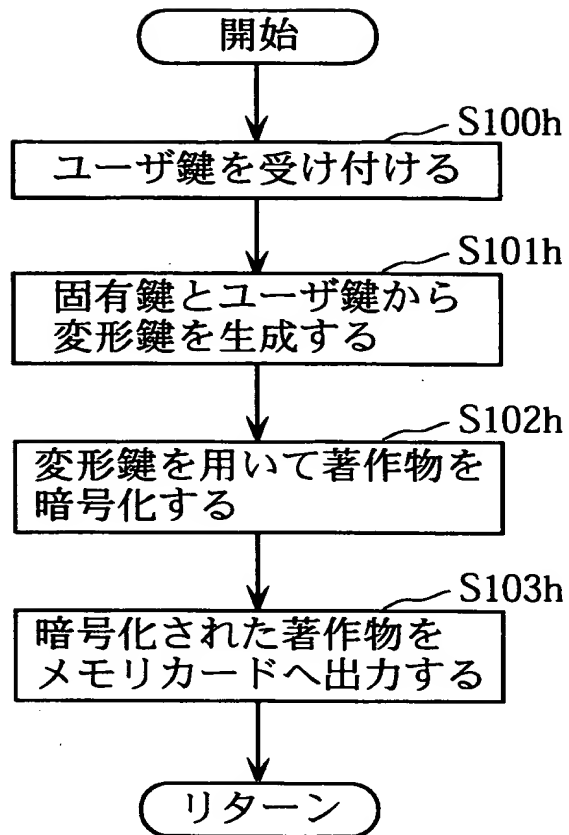 開始
S100h
ユーザ鍵を受け付ける
S101h
固有鍵とユーザ鍵から
変形鍵を生成する
S102h
変形鍵を用いて著作物を
暗号化する
S103h
暗号化された著作物を
メモリカードへ出力する
リターン